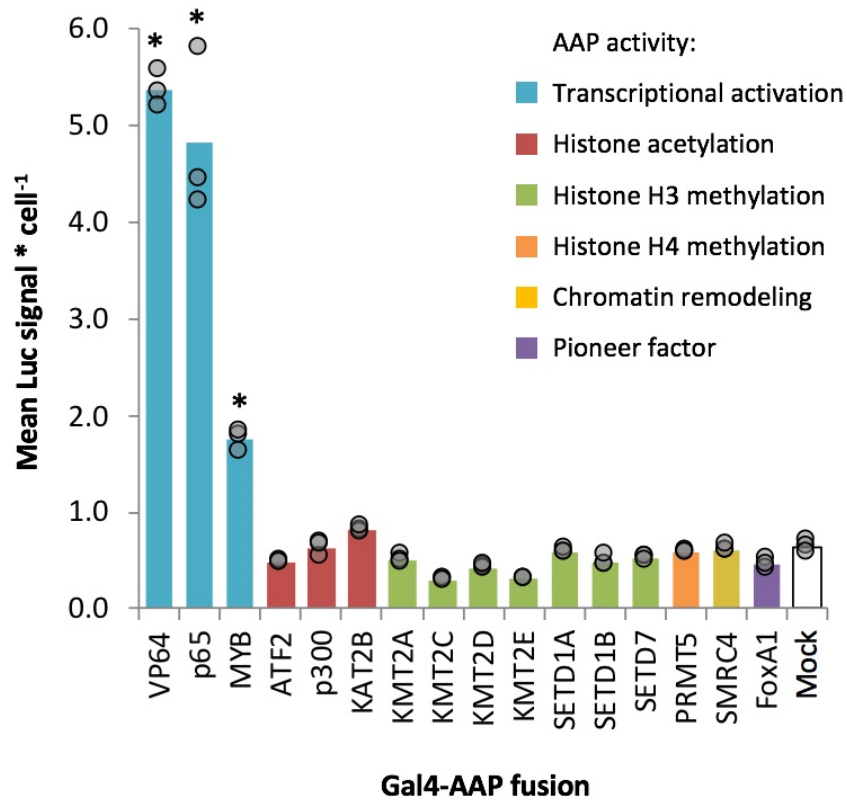 AAP activity:
Transcriptional activation
Histone acetylation
Histone H3 methylation
Histone H4 methylation
Chromatin remodeling
Pioneer factor
Mean Luc signal * cell-1
6.0
5.0
4.0
3.0
2.0
1.0
0.0
*
*
*
VP64
p65
MYB
ATF2
p300
KAT2B
KMT2A
KMT2C
KMT2D
KMT2E
SETD1A
SETD1B
SETD7
PRMT5
SMRC4
FoxA1
Mock
Gal4-AAP fusion